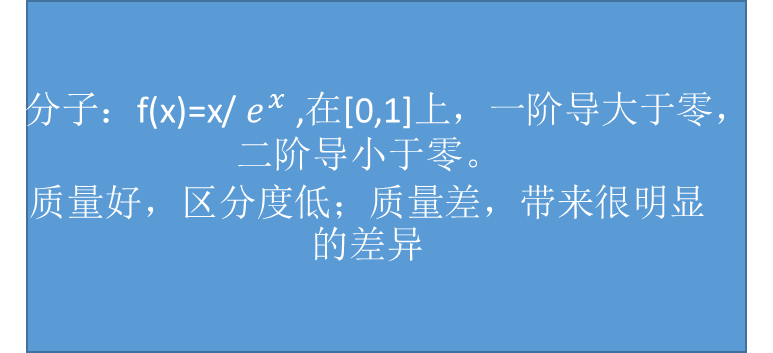 分子：f(x)=x/ e^x ,在[0,1]上，一阶导大于零，
二阶导小于零。
质量好，区分度低；质量差，带来很明显
的差异